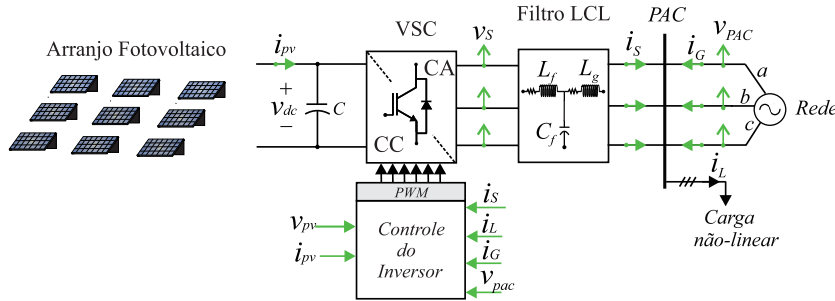 Arranjo Fotovoltaico
i_pv
+
v_dc
−
C
VSC
CA
CC
v_S
Filtro LCL
L_f
L_g
C_f
i_S
PAC
i_G
v_PAC
a
b
c
Rede
i_L
Carga
não-linear
PWM
Controle
do
Inversor
v_pv
i_pv
i_S
i_L
i_G
v_pac